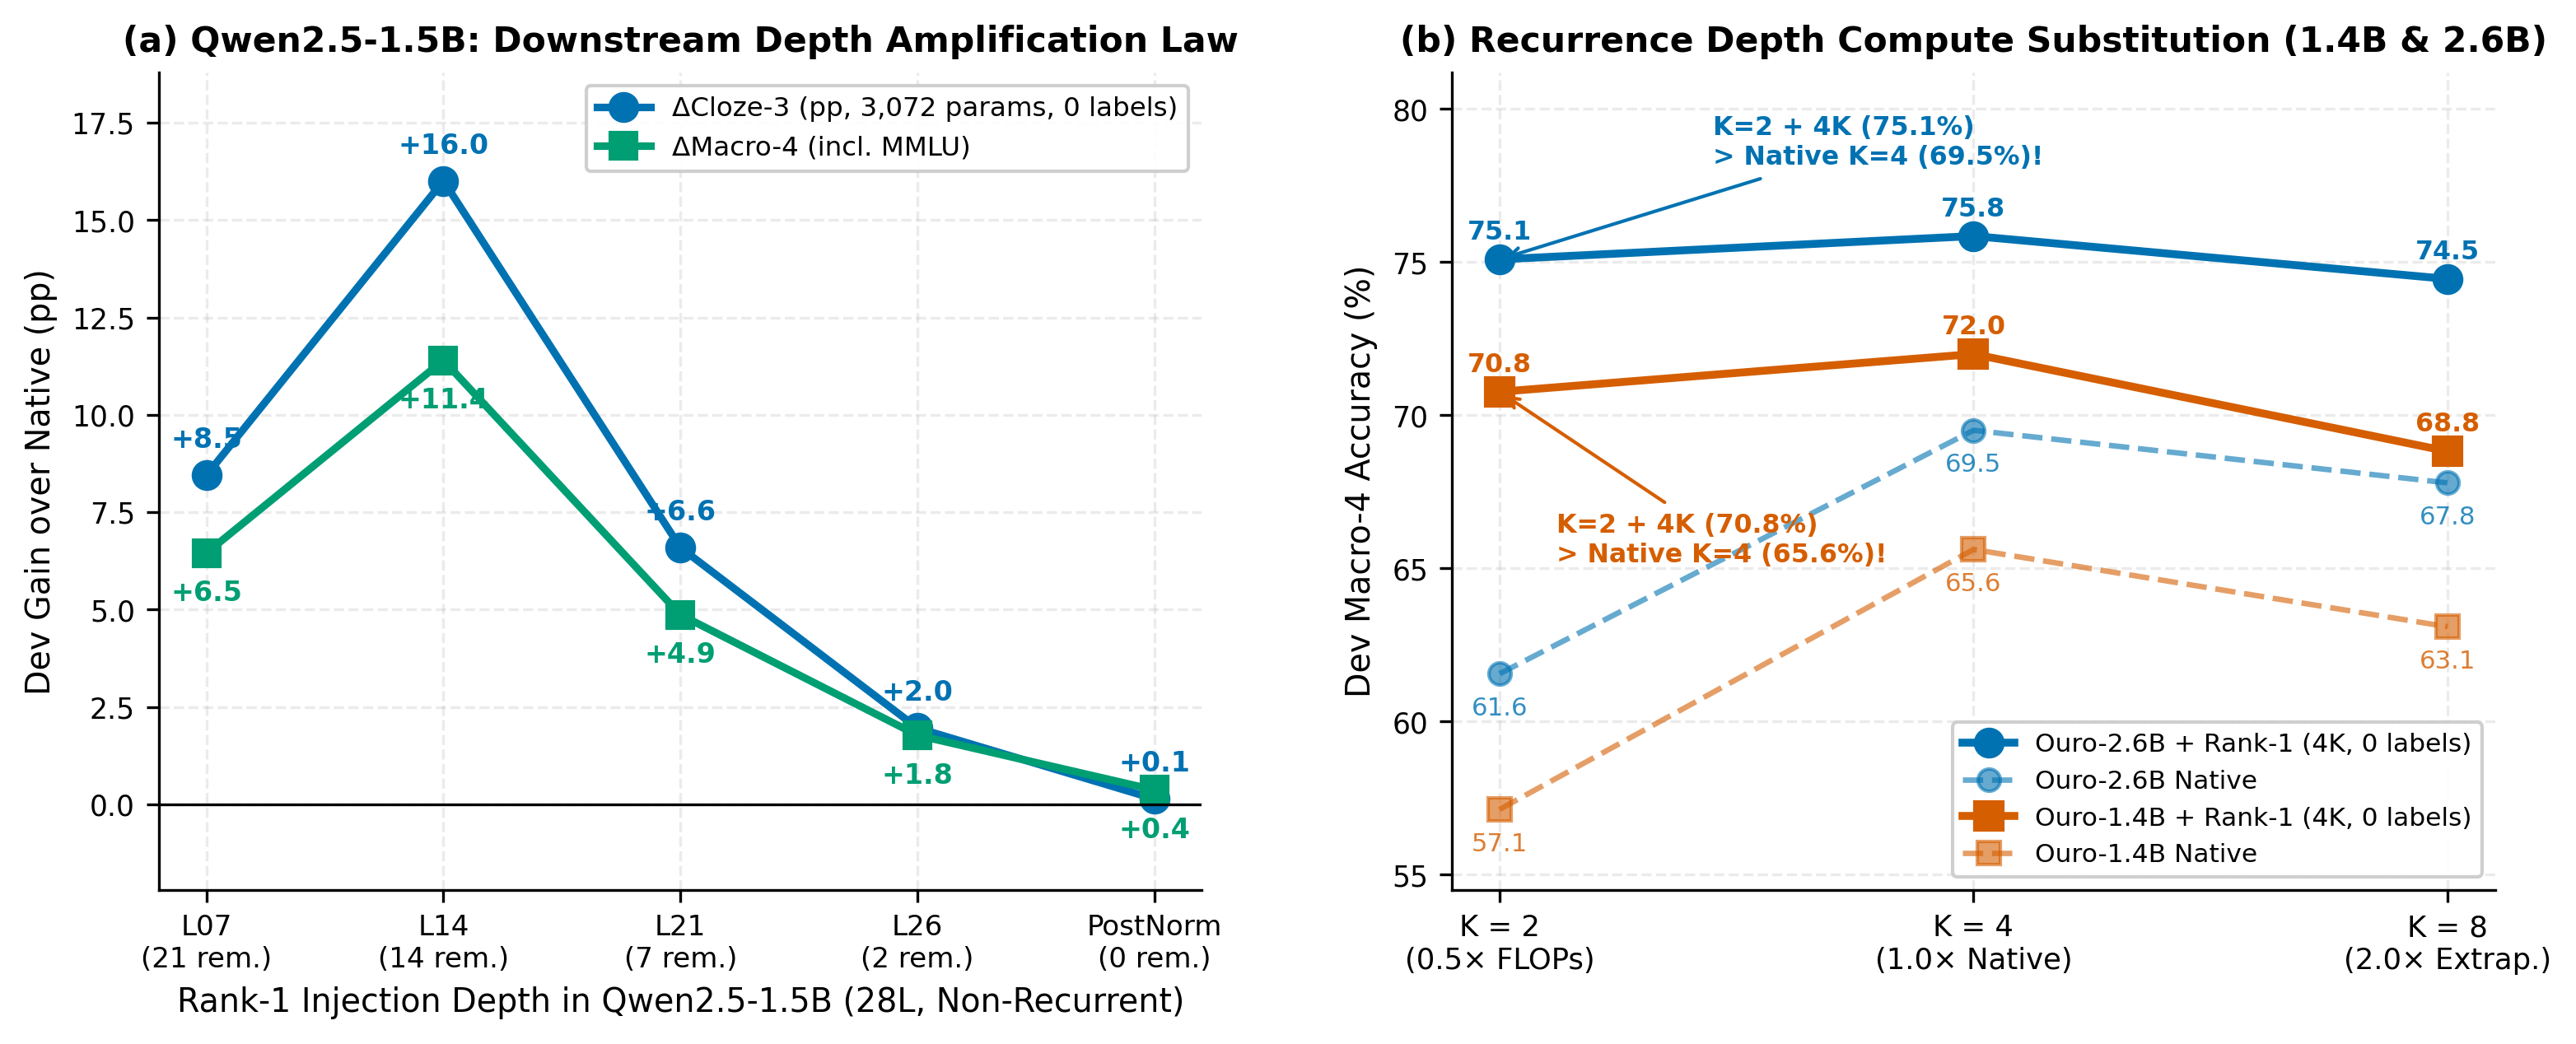 (a) Qwen2.5-1.5B: Downstream Depth Amplification Law
Dev Gain over Native (pp)
17.5
15.0
12.5
10.0
7.5
5.0
2.5
0.0
ΔCloze-3 (pp, 3,072 params, 0 labels)
ΔMacro-4 (incl. MMLU)
+8.5
+16.0
+6.6
+2.0
+0.1
+6.5
+11.4
+4.9
+1.8
+0.4
L07
(21 rem.)
L14
(14 rem.)
L21
(7 rem.)
L26
(2 rem.)
PostNorm
(0 rem.)
Rank-1 Injection Depth in Qwen2.5-1.5B (28L, Non-Recurrent)
(b) Recurrence Depth Compute Substitution (1.4B & 2.6B)
Dev Macro-4 Accuracy (%)
80
75
70
65
60
55
K=2 + 4K (75.1%)
> Native K=4 (69.5%)!
75.1
75.8
74.5
70.8
72.0
68.8
K=2 + 4K (70.8%)
> Native K=4 (65.6%)!
61.6
69.5
67.8
57.1
65.6
63.1
Ouro-2.6B + Rank-1 (4K, 0 labels)
Ouro-2.6B Native
Ouro-1.4B + Rank-1 (4K, 0 labels)
Ouro-1.4B Native
K = 2
(0.5× FLOPs)
K = 4
(1.0× Native)
K = 8
(2.0× Extrap.)